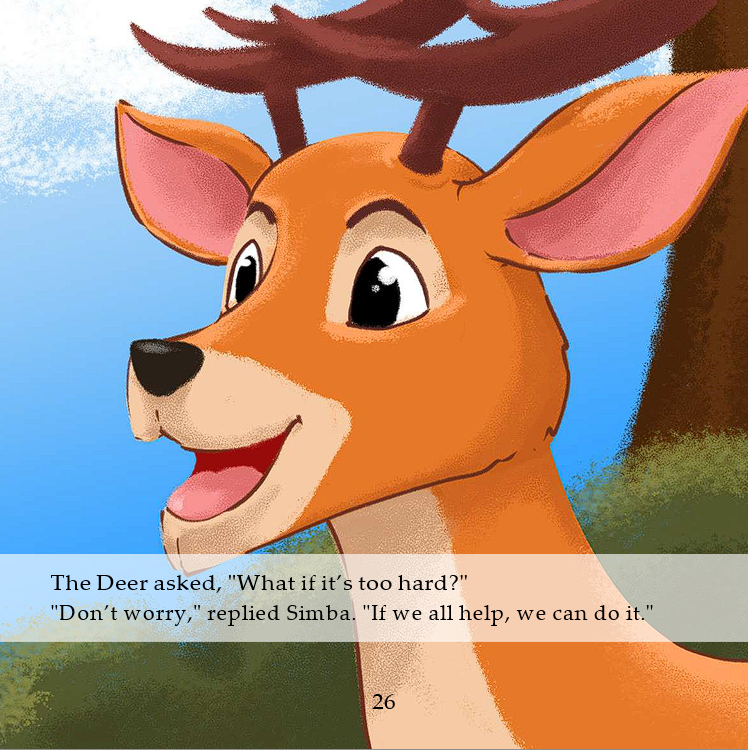 The Deer asked, "What if it’s too hard?"
"Don’t worry," replied Simba. "If we all help, we can do it."
26